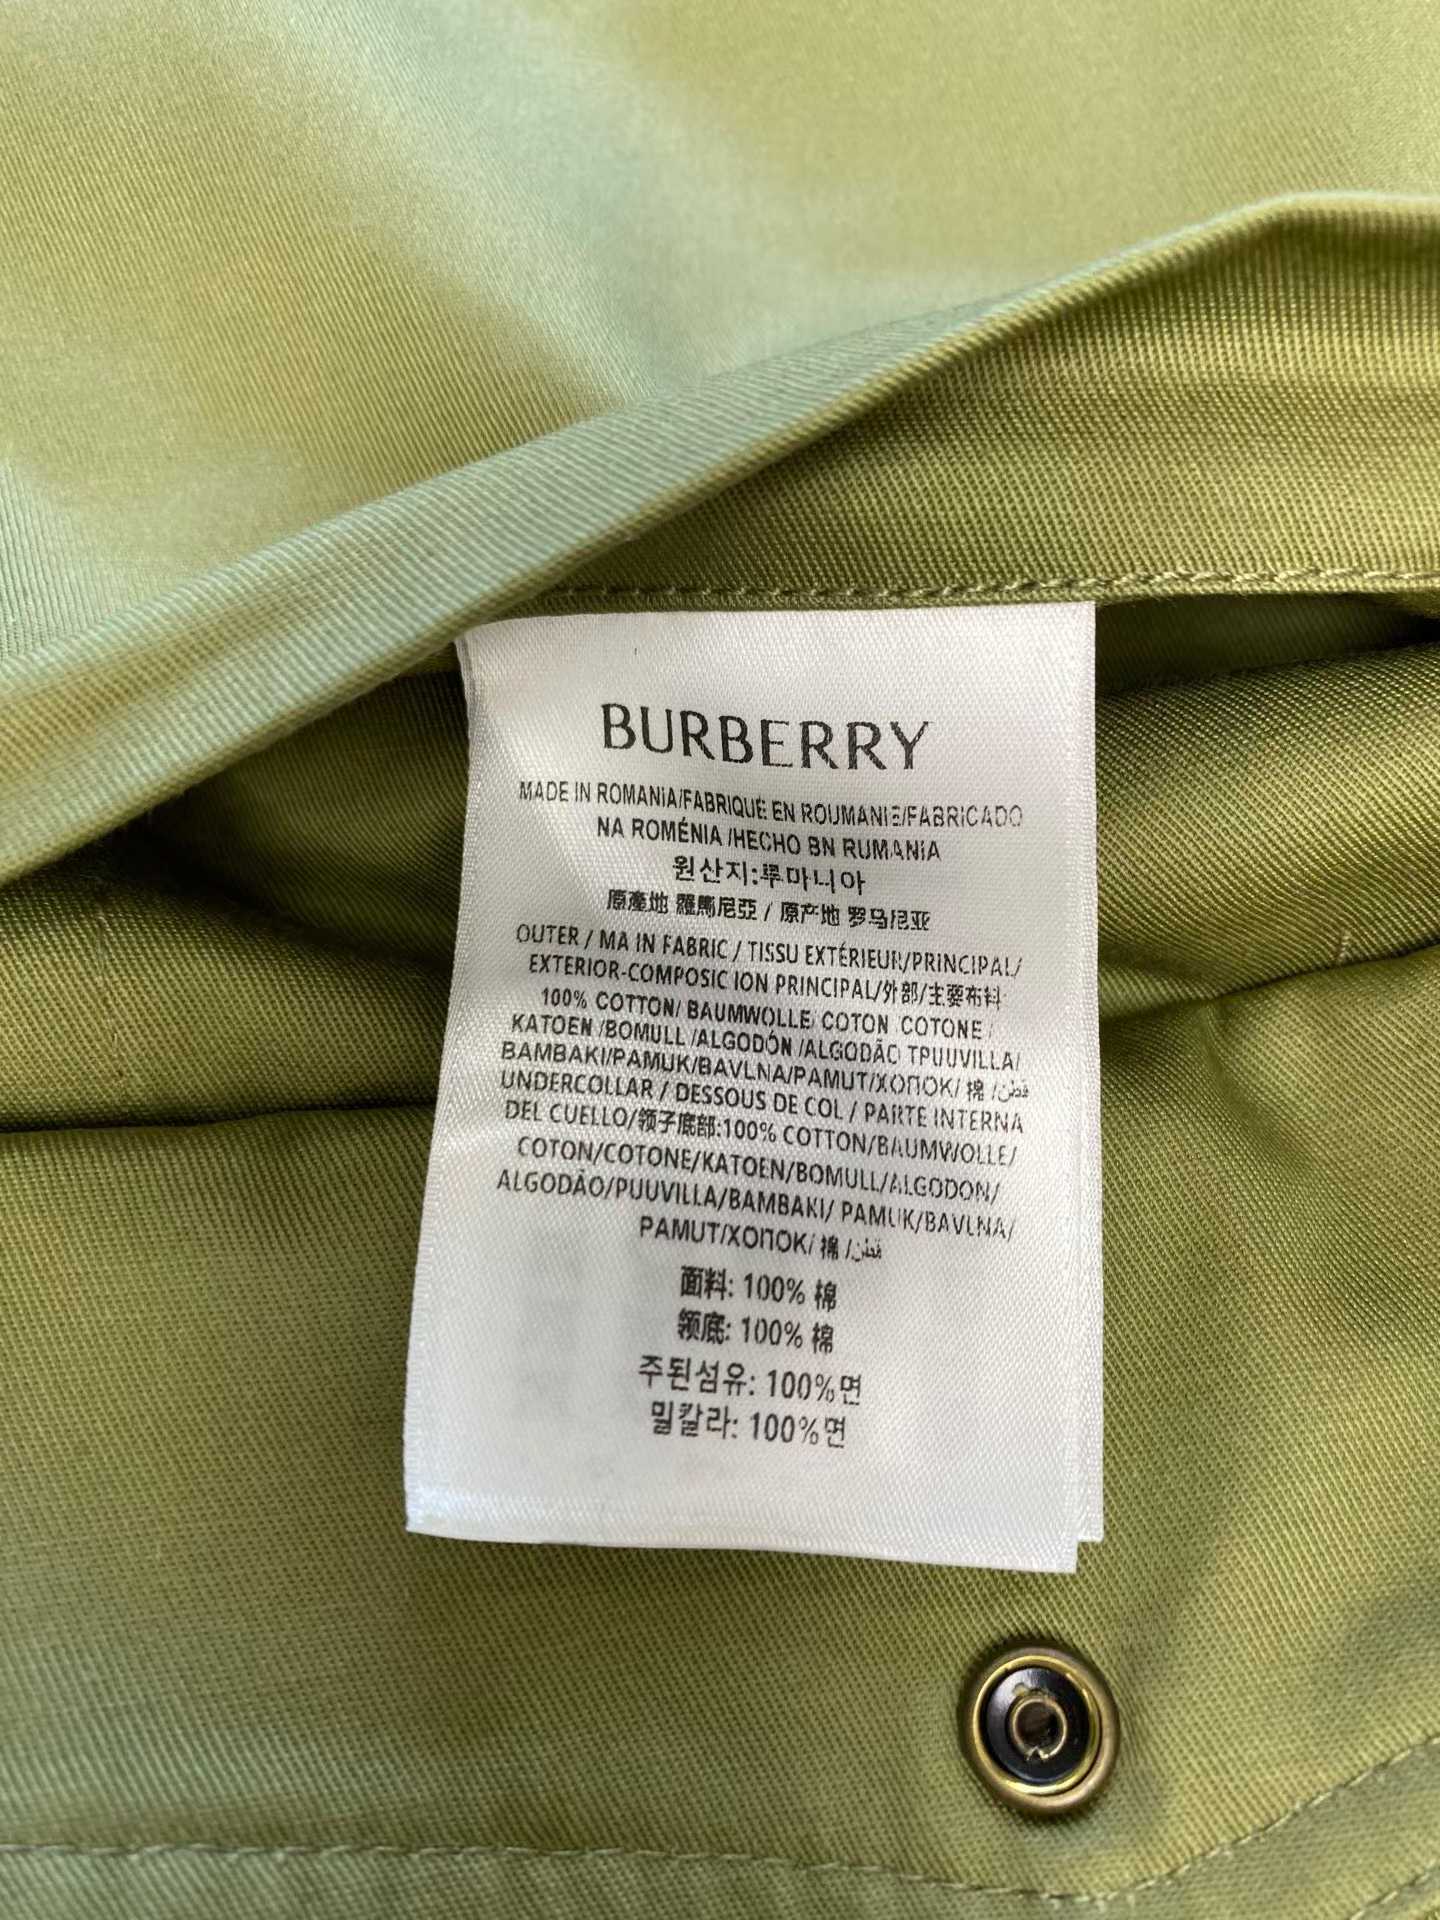 BURBERRY
MADE IN ROMANIA/FABRIQUÉ EN ROUMANIE/FABRICADO
NA ROMÉNIA /HECHO BN RUMANIA
원산지:루마니아
原產地 羅馬尼亞 / 原产地 罗马尼亚
OUTER / MA IN FABRIC / TISSU EXTÉRIEUR/PRINCIPAL/
EXTERIOR-COMPOSIC ION PRINCIPAL/外部/主要布料
100% COTTON/ BAUMWOLLE/ COTON /COTONE /
KATOEN /BOMULL /ALGODÓN /ALGODÃO TPUUVILLA/
BAMBAKI/PAMUK/BAVLNA/PAMUT/ХОПОК/ 棉 /قطن
UNDERCOLLAR / DESSOUS DE COL / PARTE INTERNA
DEL CUELLO/领子底部:100% COTTON/BAUMWOLLE/
COTON/COTONE/KATOEN/BOMULL/ALGODON/
ALGODÃO/PUUVILLA/BAMBAKI/ PAMUK/BAVLNA/
PAMUT/ХОПОК/ 棉 /قطن
面料: 100% 棉
领底: 100% 棉
주된섬유: 100%면
밑칼라: 100%면